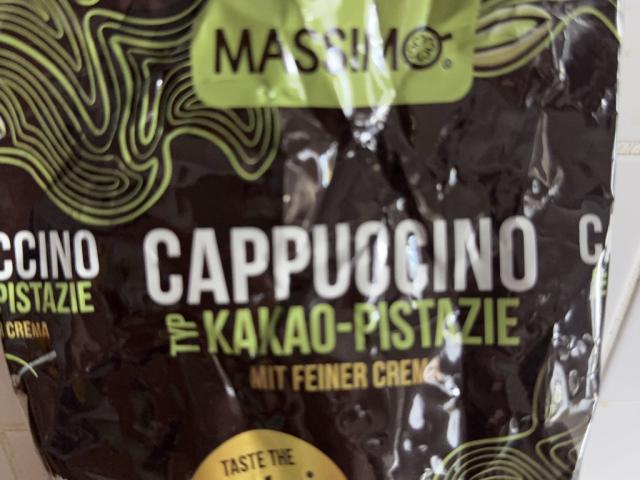 MASSIMO®
CAPPUCCINO
TYP KAKAO-PISTAZIE
MIT FEINER CREMA
CCINO
PISTAZIE
CREMA
C
TASTE THE